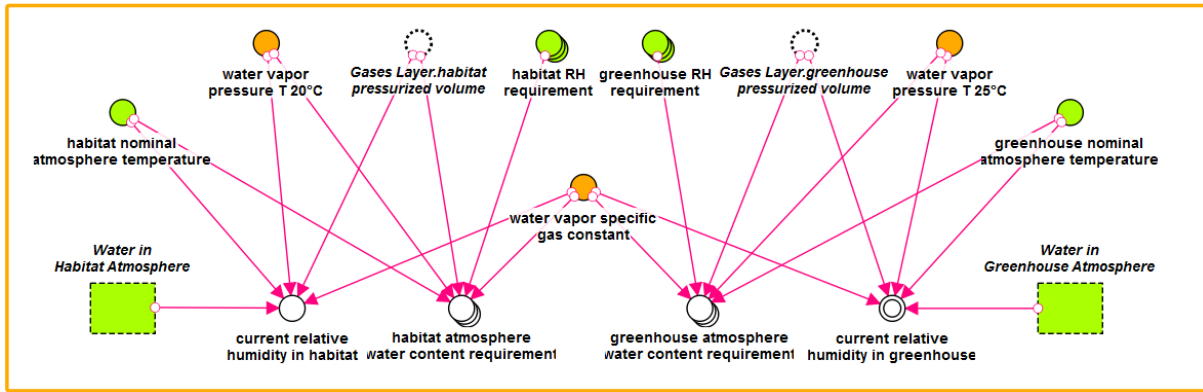 water vapor
pressure T 20°C
Gases Layer.habitat
pressurized volume
habitat RH
requirement
greenhouse RH
requirement
Gases Layer.greenhouse
pressurized volume
water vapor
pressure T 25°C
habitat nominal
atmosphere temperature
greenhouse nominal
atmosphere temperature
water vapor specific
gas constant
Water in
Habitat Atmosphere
Water in
Greenhouse Atmosphere
current relative
humidity in habitat
habitat atmosphere
water content requirement
greenhouse atmosphere
water content requirement
current relative
humidity in greenhouse